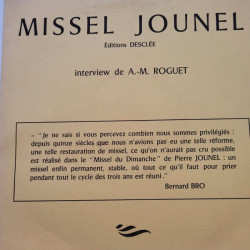 MISSEL JOUNEL
Éditions DESCLÉE
interview de A.-M. ROGUET
– "Je ne sais si vous percevez combien nous sommes privilégiés :
depuis quinze siècles que nous n'avions pas eu une telle réforme,
une telle restauration de missel, ce qu'on n'aurait pas cru possible
est réalisé dans le "Missel du Dimanche" de Pierre JOUNEL : un
missel enfin permanent, stable, où tout ce qu'il faut pour prier
pendant tout le cycle des trois ans est réuni."
Bernard BRO